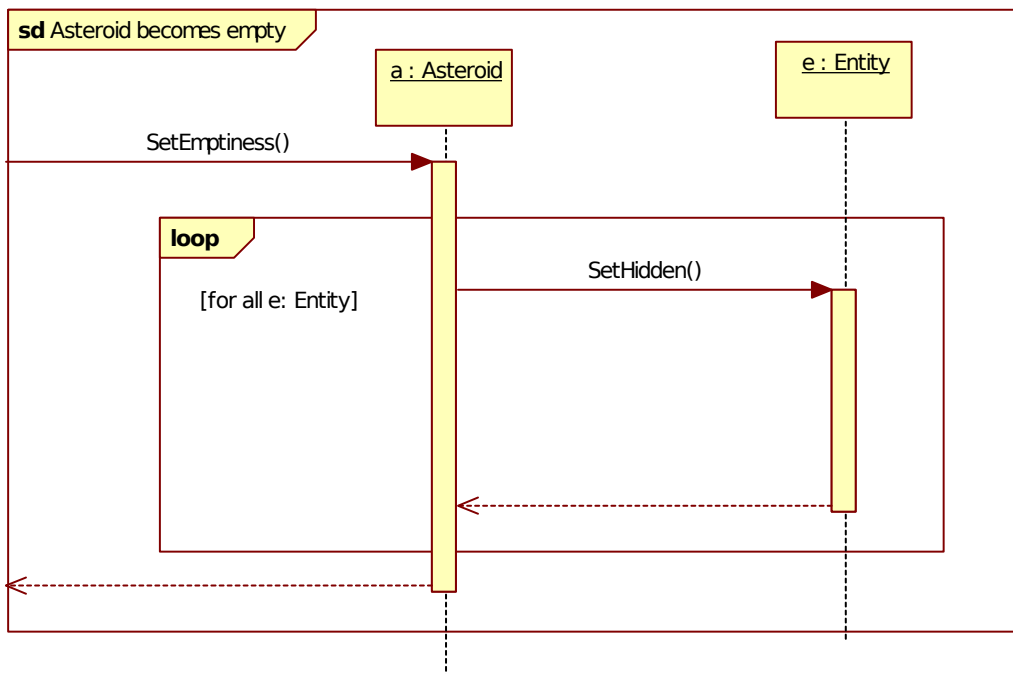 sd Asteroid becomes empty
a : Asteroid
e : Entity
SetEmptiness()
loop
SetHidden()
[for all e: Entity]